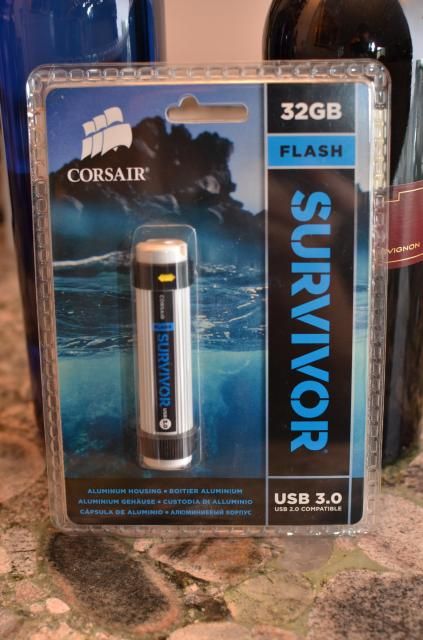 CORSAIR
32GB
FLASH
SURVIVOR
CORSAIR
SURVIVOR
ALUMINUM HOUSING • BOITIER ALUMINIUM
ALUMINIUM GEHÄUSE • CUSTODIA DI ALLUMINIO
CÁPSULA DE ALUMINIO • АЛЮМИНИЕВЫЙ КОРПУС
USB 3.0
USB 2.0 COMPATIBLE
VIGNON